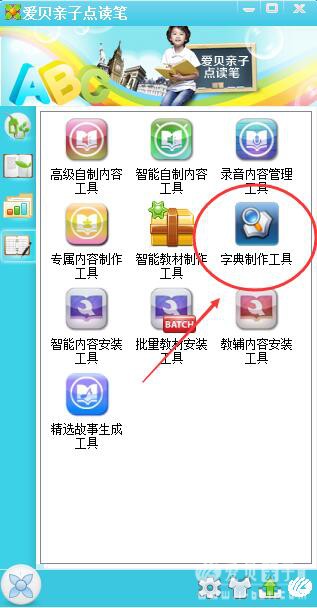 爱贝亲子点读笔
ABC
爱贝亲子
点读笔
高级自制内容
工具
智能自制内容
工具
录音内容管理
工具
专属内容制作
工具
智能教材制作
工具
字典制作工具
智能内容安装
工具
BATCH
批量教材安装
工具
教辅内容安装
工具
精选故事生成
工具